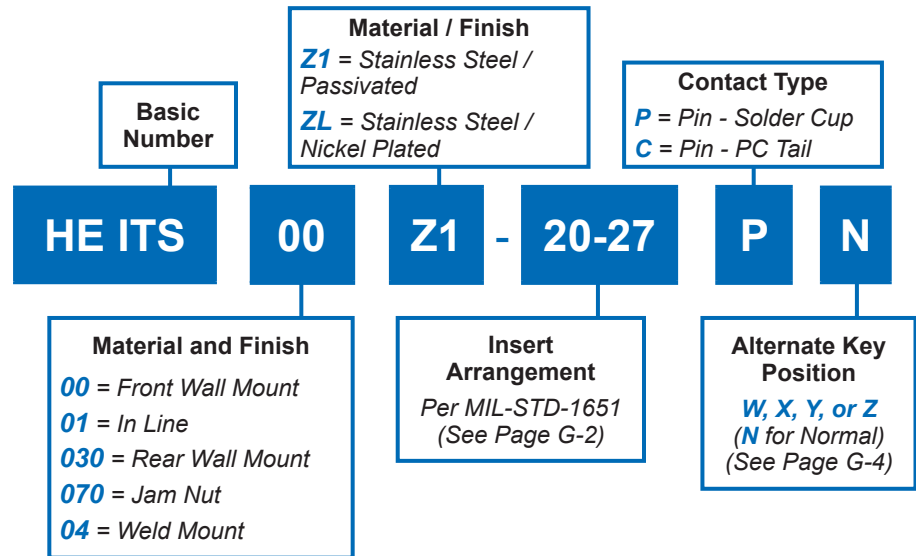 Material / Finish
Z1 = Stainless Steel /
Passivated
ZL = Stainless Steel /
Nickel Plated
Basic
Number
Contact Type
P = Pin - Solder Cup
C = Pin - PC Tail
HE ITS 00 Z1 - 20-27 P N
Material and Finish
00 = Front Wall Mount
01 = In Line
030 = Rear Wall Mount
070 = Jam Nut
04 = Weld Mount
Insert
Arrangement
Per MIL-STD-1651
(See Page G-2)
Alternate Key
Position
W, X, Y, or Z
(N for Normal)
(See Page G-4)